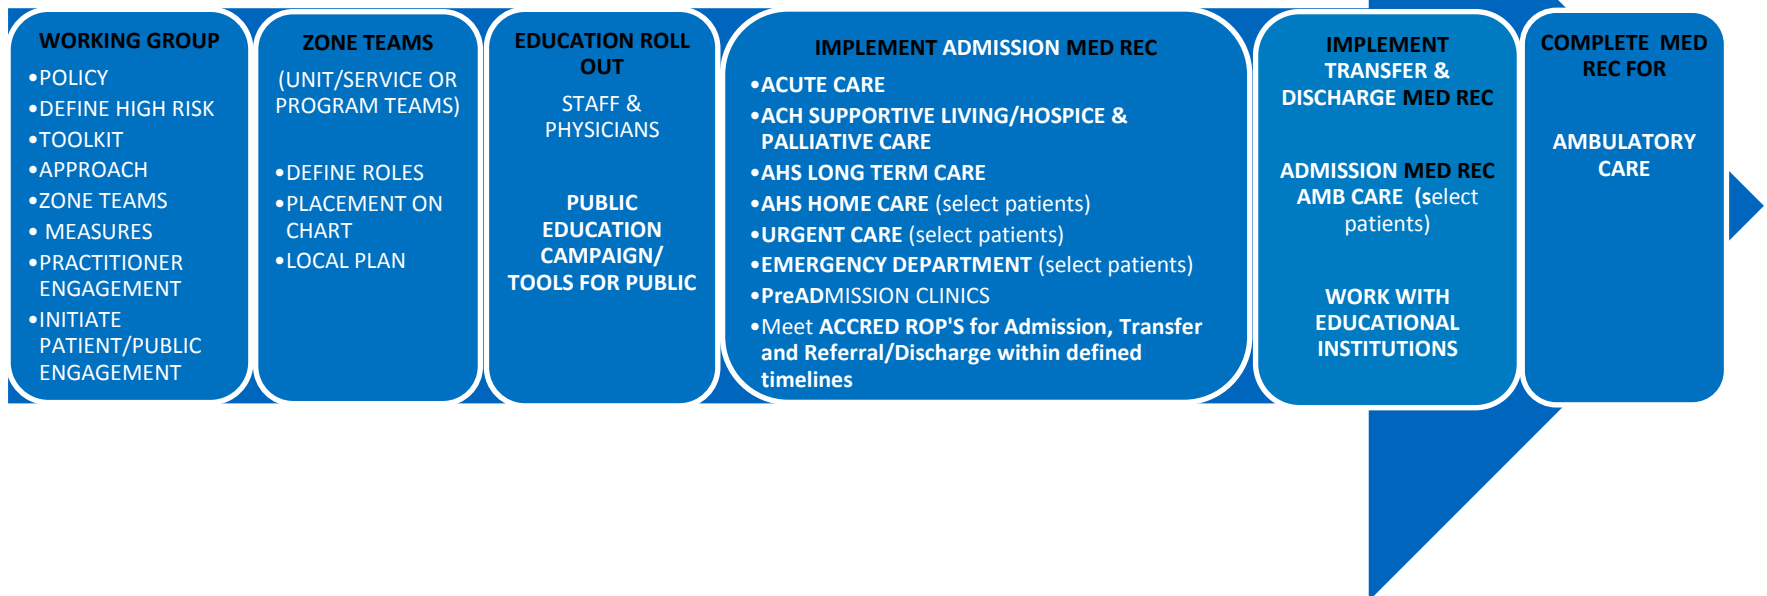 WORKING GROUP
•POLICY
•DEFINE HIGH RISK
•TOOLKIT
•APPROACH
•ZONE TEAMS
• MEASURES
•PRACTITIONER
ENGAGEMENT
•INITIATE
PATIENT/PUBLIC
ENGAGEMENT
ZONE TEAMS
(UNIT/SERVICE OR
PROGRAM TEAMS)
•DEFINE ROLES
•PLACEMENT ON
CHART
•LOCAL PLAN
EDUCATION ROLL
OUT
STAFF &
PHYSICIANS
PUBLIC
EDUCATION
CAMPAIGN/
TOOLS FOR PUBLIC
IMPLEMENT ADMISSION MED REC
•ACUTE CARE
•ACH SUPPORTIVE LIVING/HOSPICE &
PALLIATIVE CARE
•AHS LONG TERM CARE
•AHS HOME CARE (select patients)
•URGENT CARE (select patients)
•EMERGENCY DEPARTMENT (select patients)
•PreADMISSION CLINICS
•Meet ACCRED ROP'S for Admission, Transfer
and Referral/Discharge within defined
timelines
IMPLEMENT
TRANSFER &
DISCHARGE MED REC
ADMISSION MED REC
AMB CARE (select
patients)
WORK WITH
EDUCATIONAL
INSTITUTIONS
COMPLETE MED
REC FOR
AMBULATORY
CARE